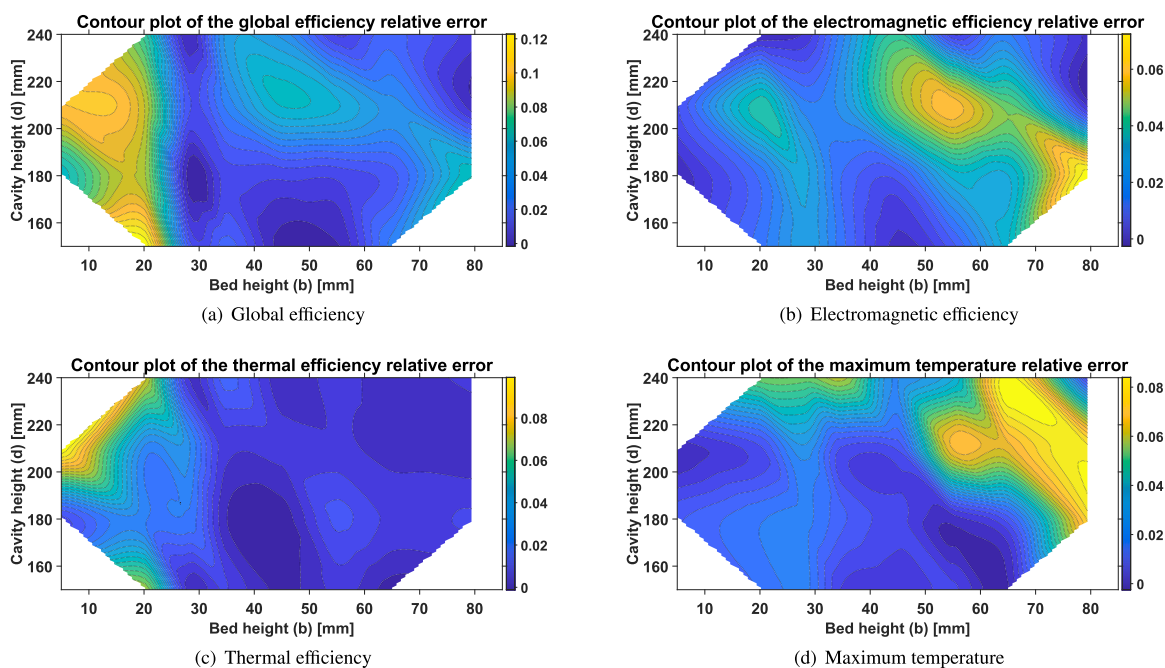 Contour plot of the global efficiency relative error
240
220
200
180
160
Cavity height (d) [mm]
10 20 30 40 50 60 70 80
Bed height (b) [mm]
0.12
0.1
0.08
0.06
0.04
0.02
0
(a) Global efficiency
Contour plot of the electromagnetic efficiency relative error
240
220
200
180
160
Cavity height (d) [mm]
10 20 30 40 50 60 70 80
Bed height (b) [mm]
0.06
0.04
0.02
0
(b) Electromagnetic efficiency
Contour plot of the thermal efficiency relative error
240
220
200
180
160
Cavity height (d) [mm]
10 20 30 40 50 60 70 80
Bed height (b) [mm]
0.08
0.06
0.04
0.02
0
(c) Thermal efficiency
Contour plot of the maximum temperature relative error
240
220
200
180
160
Cavity height (d) [mm]
10 20 30 40 50 60 70 80
Bed height (b) [mm]
0.08
0.06
0.04
0.02
0
(d) Maximum temperature